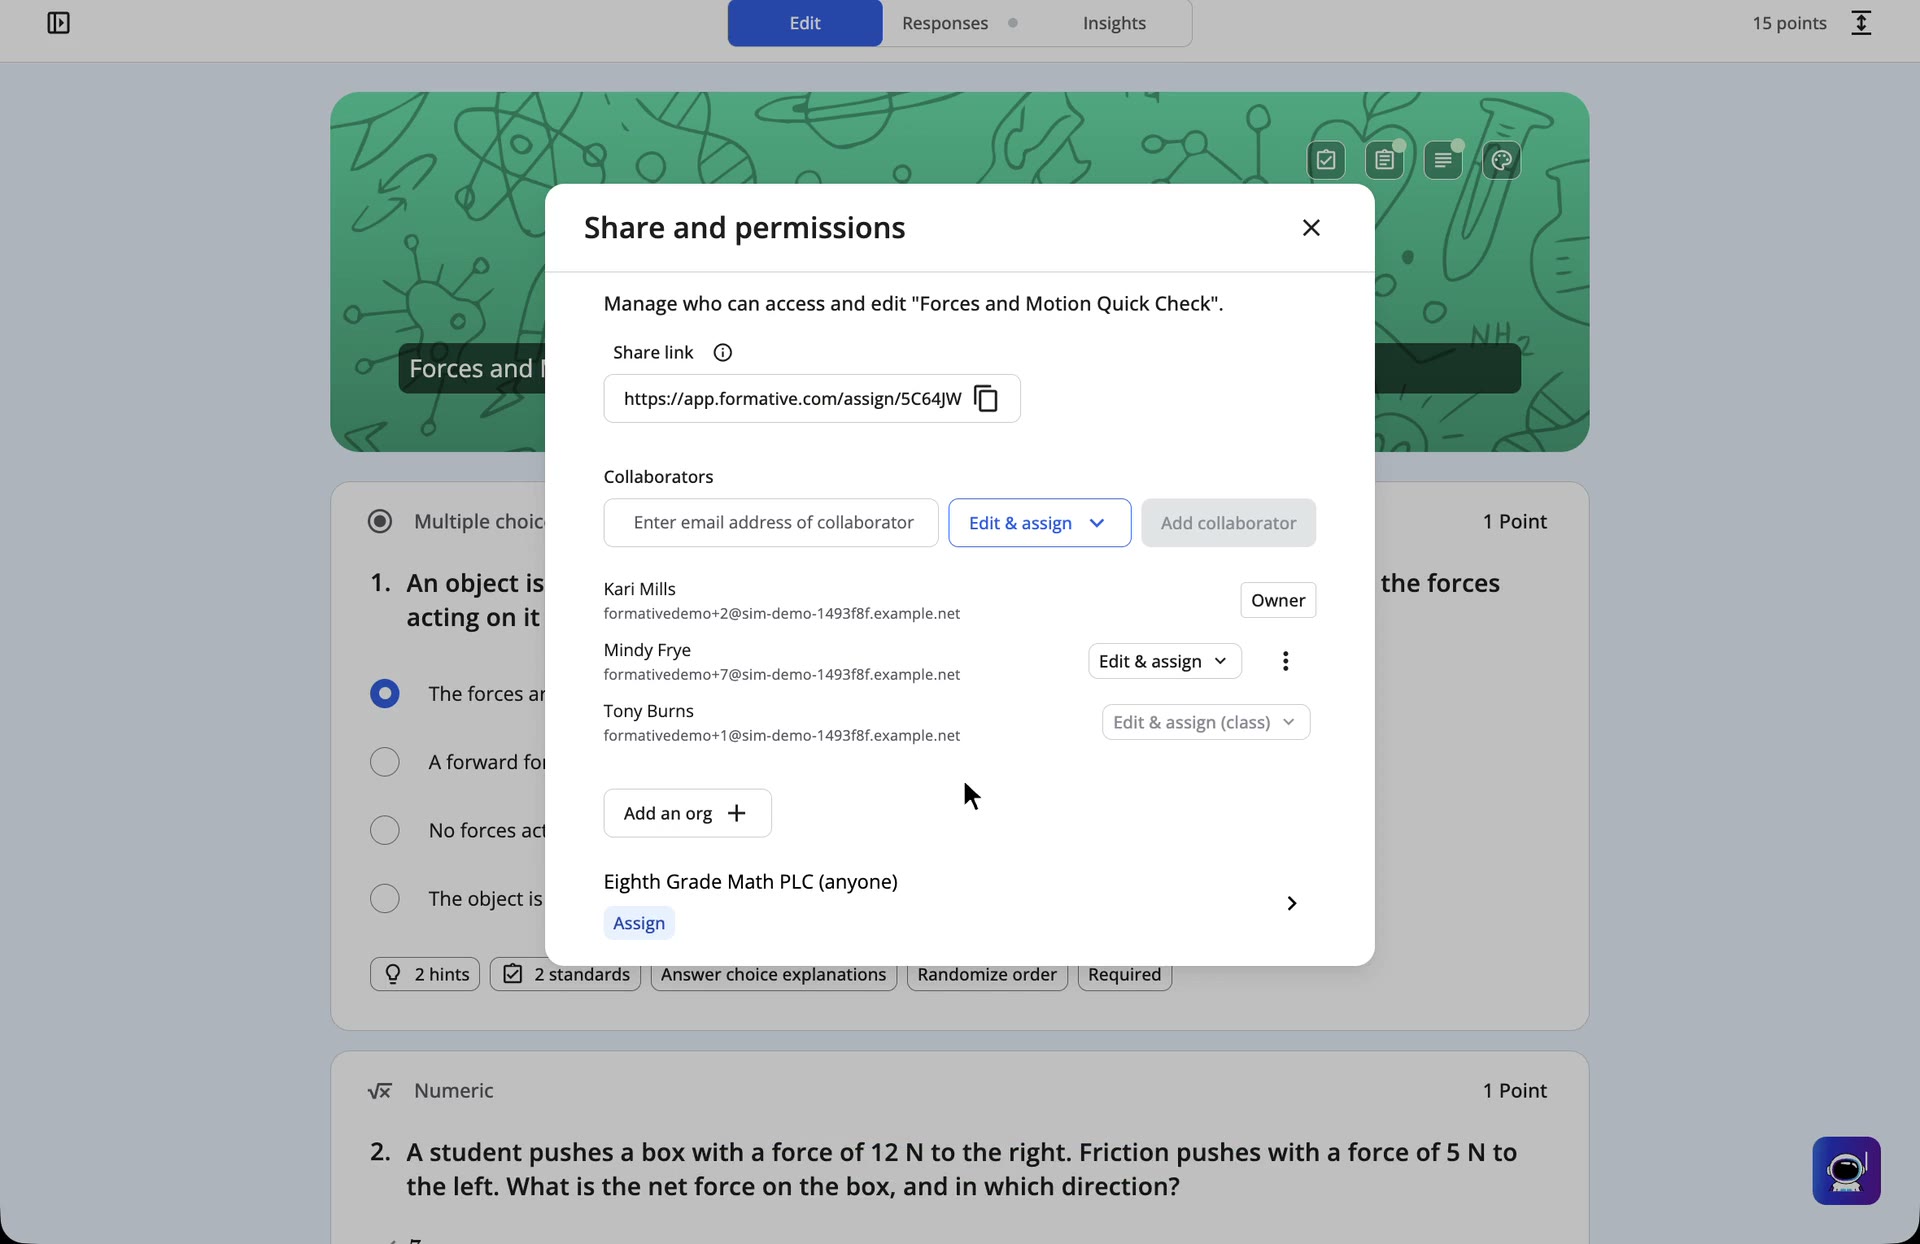 Edit
Responses
Insights
15 points
NH2
Share and permissions
Manage who can access and edit "Forces and Motion Quick Check".
Share link
Forces and
https://app.formative.com/assign/5C64JW
Collaborators
Multiple choic
1 Point
Enter email address of collaborator
Edit & assign
Add collaborator
1. An object is
the forces
acting on it
Kari Mills
formativedemo+2@sim-demo-1493f8f.example.net
Owner
Mindy Frye
formativedemo+7@sim-demo-1493f8f.example.net
Edit & assign
The forces ar
Tony Burns
formativedemo+1@sim-demo-1493f8f.example.net
Edit & assign (class)
A forward for
Add an org
No forces act
Eighth Grade Math PLC (anyone)
Assign
The object is
2 hints
2 standards
Answer choice explanations
Randomize order
Required
Numeric
1 Point
2. A student pushes a box with a force of 12 N to the right. Friction pushes with a force of 5 N to
the left. What is the net force on the box, and in which direction?